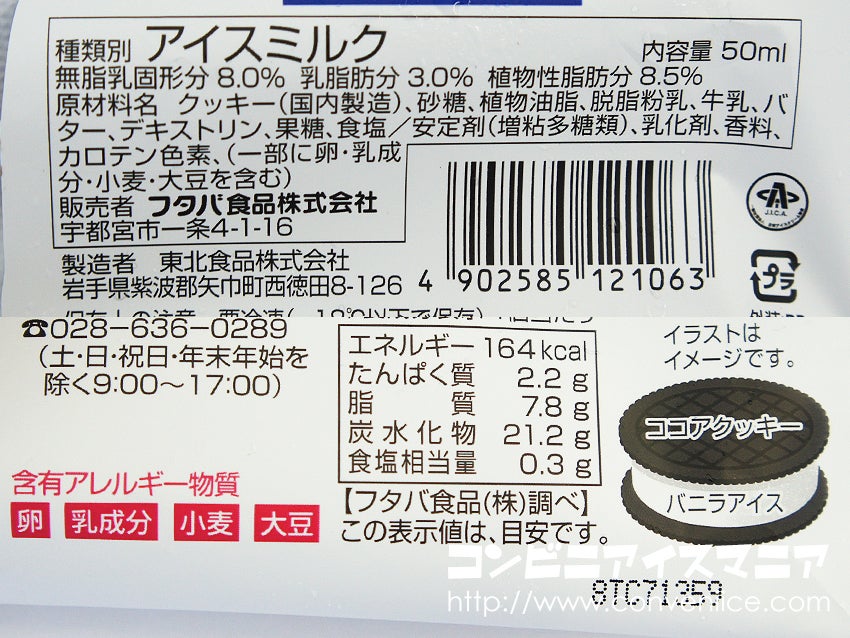 種類別 アイスミルク 内容量 50ml
無脂乳固形分 8.0% 乳脂肪分 3.0% 植物性脂肪分 8.5%
原材料名 クッキー(国内製造)、砂糖、植物油脂、脱脂粉乳、牛乳、バ
ター、デキストリン、果糖、食塩／安定剤(増粘多糖類)、乳化剤、香料、
カロテン色素、(一部に卵・乳成
分・小麦・大豆を含む)
販売者 フタバ食品株式会社
宇都宮市一条4-1-16
製造者 東北食品株式会社
岩手県紫波郡矢巾町西徳田8-126
4 902585 121063
J.I.C.A.
プラ
☎028-636-0289
(土・日・祝日・年末年始を
除く9:00〜17:00)
エネルギー 164kcal
たんぱく質 2.2g
脂質 7.8g
炭水化物 21.2g
食塩相当量 0.3g
【フタバ食品(株)調べ】
この表示値は、目安です。
含有アレルギー物質
卵 乳成分 小麦 大豆
イラストは
イメージです。
ココアクッキー
バニラアイス
コンビニアイスマニア
8TC71359
http://www.conveniice.com/